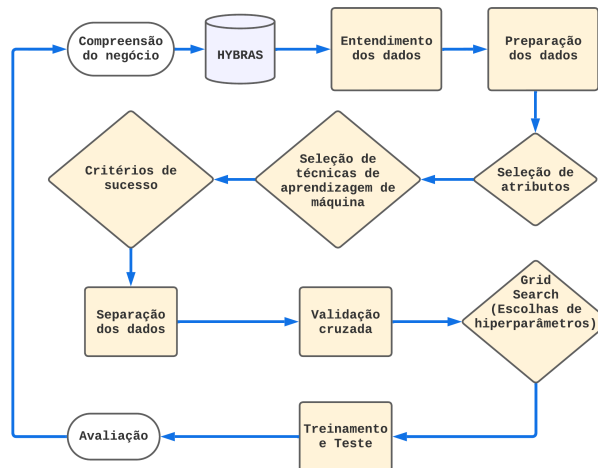 Compreensão
do negócio
HYBRAS
Entendimento
dos dados
Preparação
dos dados
Critérios de
sucesso
Seleção de
técnicas de
aprendizagem de
máquina
Seleção de
atributos
Separação
dos dados
Validação
cruzada
Grid
Search
(Escolhas de
hiperparâmetros)
Avaliação
Treinamento
e Teste